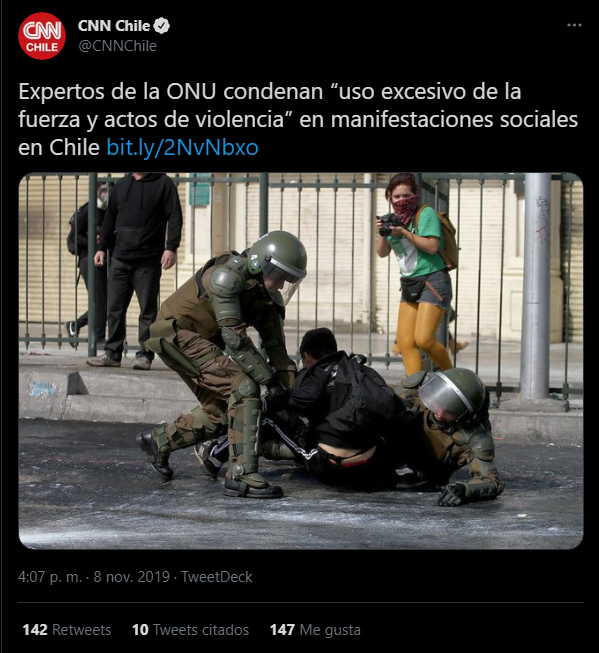 CNN
CHILE
CNN Chile
@CNNChile
Expertos de la ONU condenan “uso excesivo de la
fuerza y actos de violencia” en manifestaciones sociales
en Chile bit.ly/2NvNbxo
4:07 p. m. · 8 nov. 2019 · TweetDeck
142 Retweets 10 Tweets citados 147 Me gusta